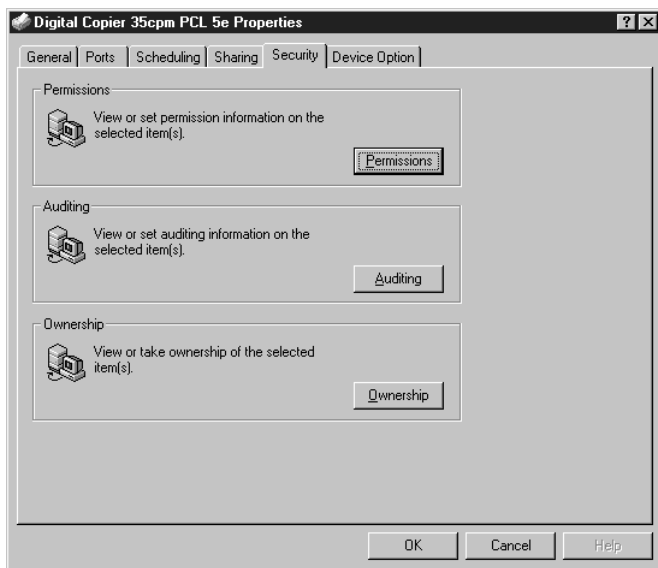 Digital Copier 35cpm PCL 5e Properties
General Ports Scheduling Sharing Security Device Option
Permissions
View or set permission information on the
selected item(s).
Permissions
Auditing
View or set auditing information on the
selected item(s).
Auditing
Ownership
View or take ownership of the selected
item(s).
Ownership
OK Cancel Help